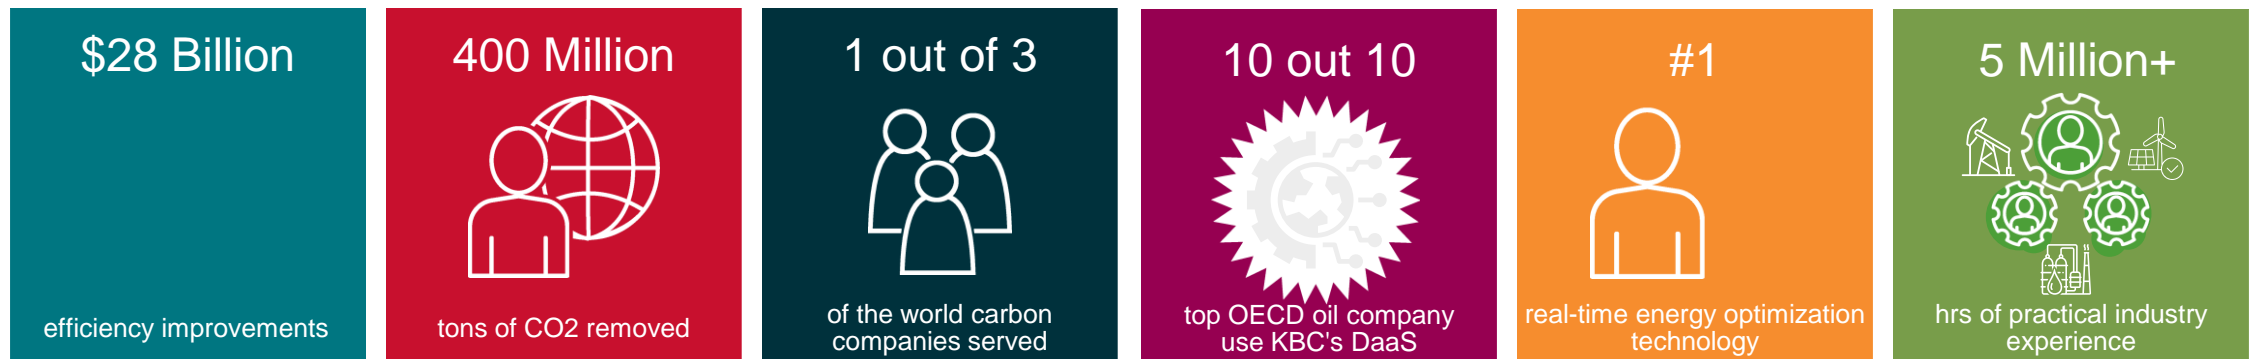 $28 Billion
efficiency improvements
400 Million
tons of CO2 removed
1 out of 3
of the world carbon
companies served
10 out 10
top OECD oil company
use KBC's DaaS
#1
real-time energy optimization
technology
5 Million+
hrs of practical industry
experience